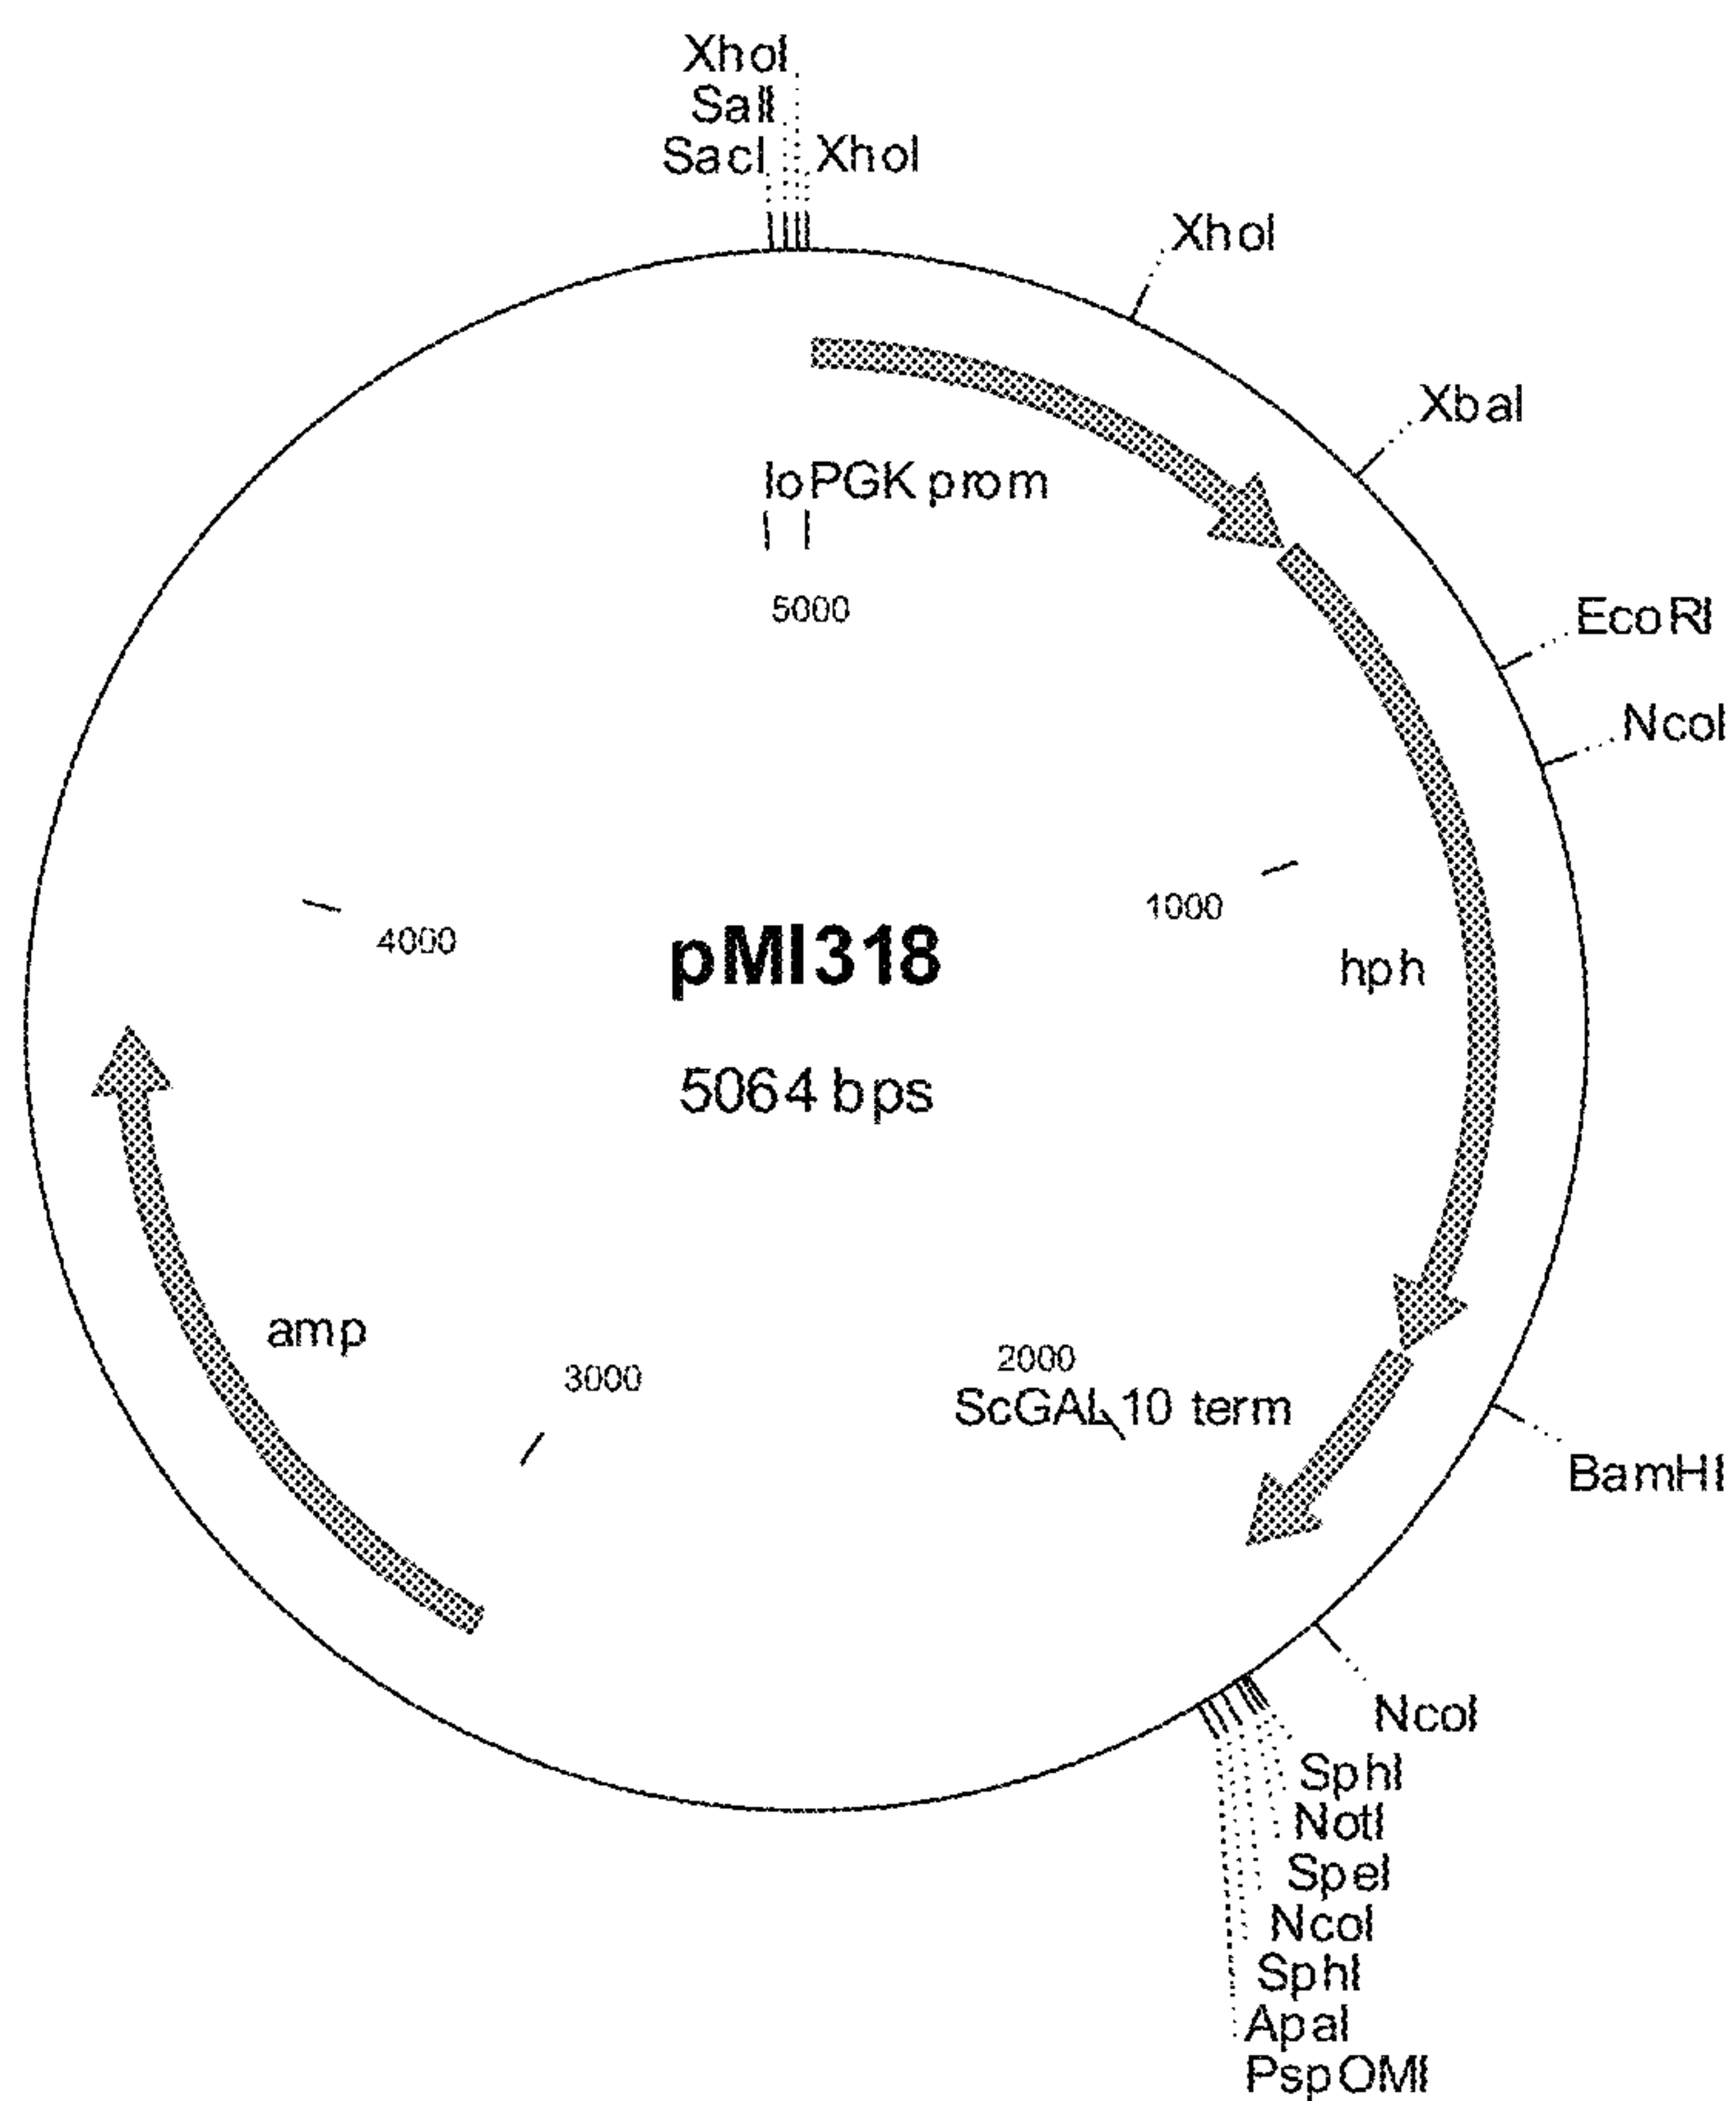 XhoI
SalI
SacI
XhoI
XhoI
XbaI
IoPGK prom
5000
EcoRI
NcoI
1000
4000
pMI318
hph
5064 bps
amp
2000
3000
ScGAL10 term
BamHI
NcoI
SphI
NotI
SpeI
NcoI
SphI
ApaI
PspOMI